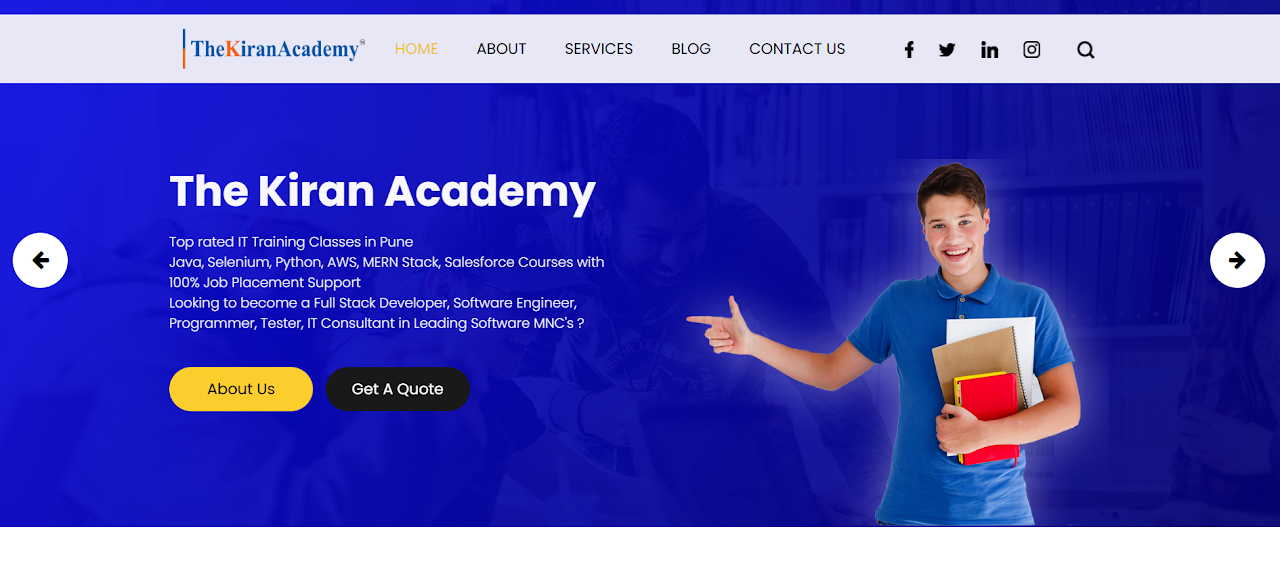 TheKiranAcademy®
HOME
ABOUT
SERVICES
BLOG
CONTACT US
The Kiran Academy
Top rated IT Training Classes in Pune
Java, Selenium, Python, AWS, MERN Stack, Salesforce Courses with
100% Job Placement Support
Looking to become a Full Stack Developer, Software Engineer,
Programmer, Tester, IT Consultant in Leading Software MNC's ?
About Us
Get A Quote